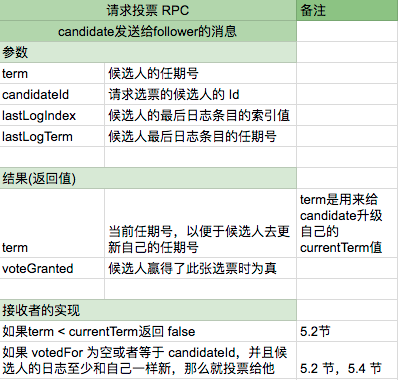 请求投票 RPC 备注
candidate发送给follower的消息
参数
term 候选人的任期号
candidateId 请求选票的候选人的 Id
lastLogIndex 候选人的最后日志条目的索引值
lastLogTerm 候选人最后日志条目的任期号
结果(返回值)
term 当前任期号，以便于候选人去更新自己的任期号 term是用来给candidate升级自己的currentTerm值
voteGranted 候选人赢得了此张选票时为真
接收者的实现
如果term < currentTerm返回 false 5.2节
如果 votedFor 为空或者等于 candidateId，并且候选人的日志至少和自己一样新，那么就投票给他 5.2 节，5.4 节